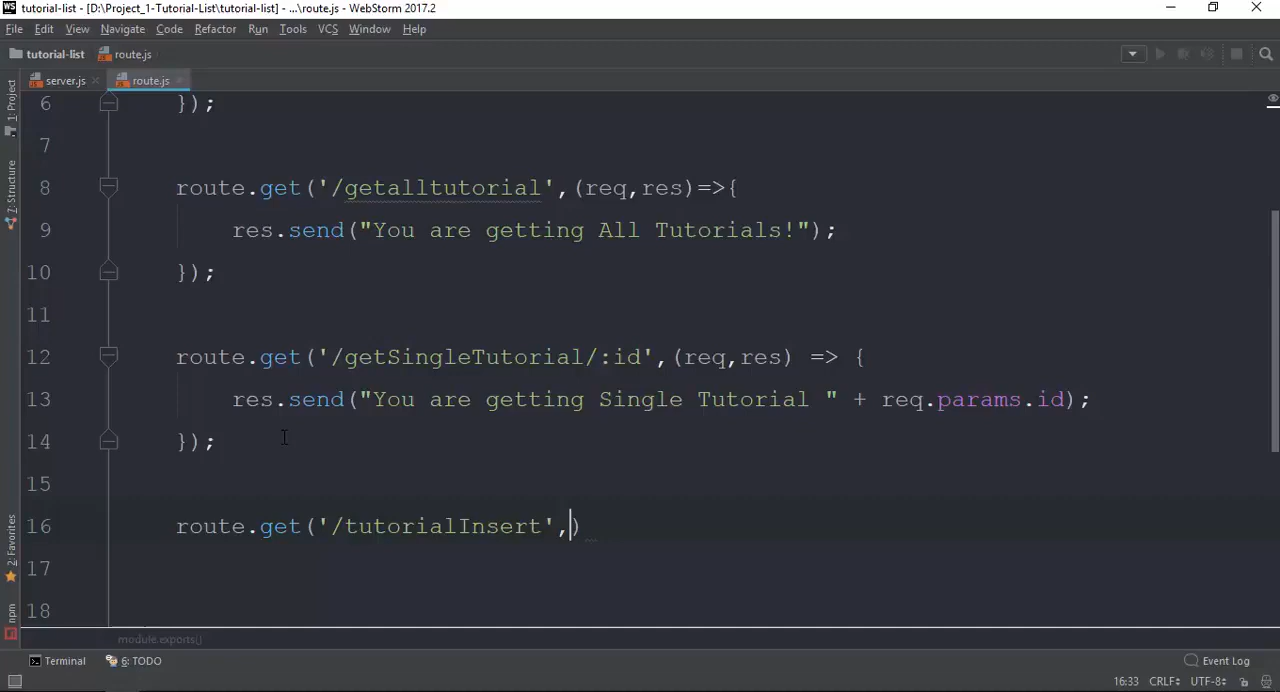 WS tutorial-list - [D:\Project_1-Tutorial-List\tutorial-list] - ...\route.js - WebStorm 2017.2
File Edit View Navigate Code Refactor Run Tools VCS Window Help
tutorial-list route.js
server.js route.js
1: Project
7: Structure
2: Favorites
npm
6 });
7
8 route.get('/getalltutorial',(req,res)=>{
9 res.send("You are getting All Tutorials!");
10 });
11
12 route.get('/getSingleTutorial/:id',(req,res) => {
13 res.send("You are getting Single Tutorial " + req.params.id);
14 });
15
16 route.get('/tutorialInsert',)
17
18
module.exports()
Terminal 6: TODO Event Log
16:33 CRLF UTF-8